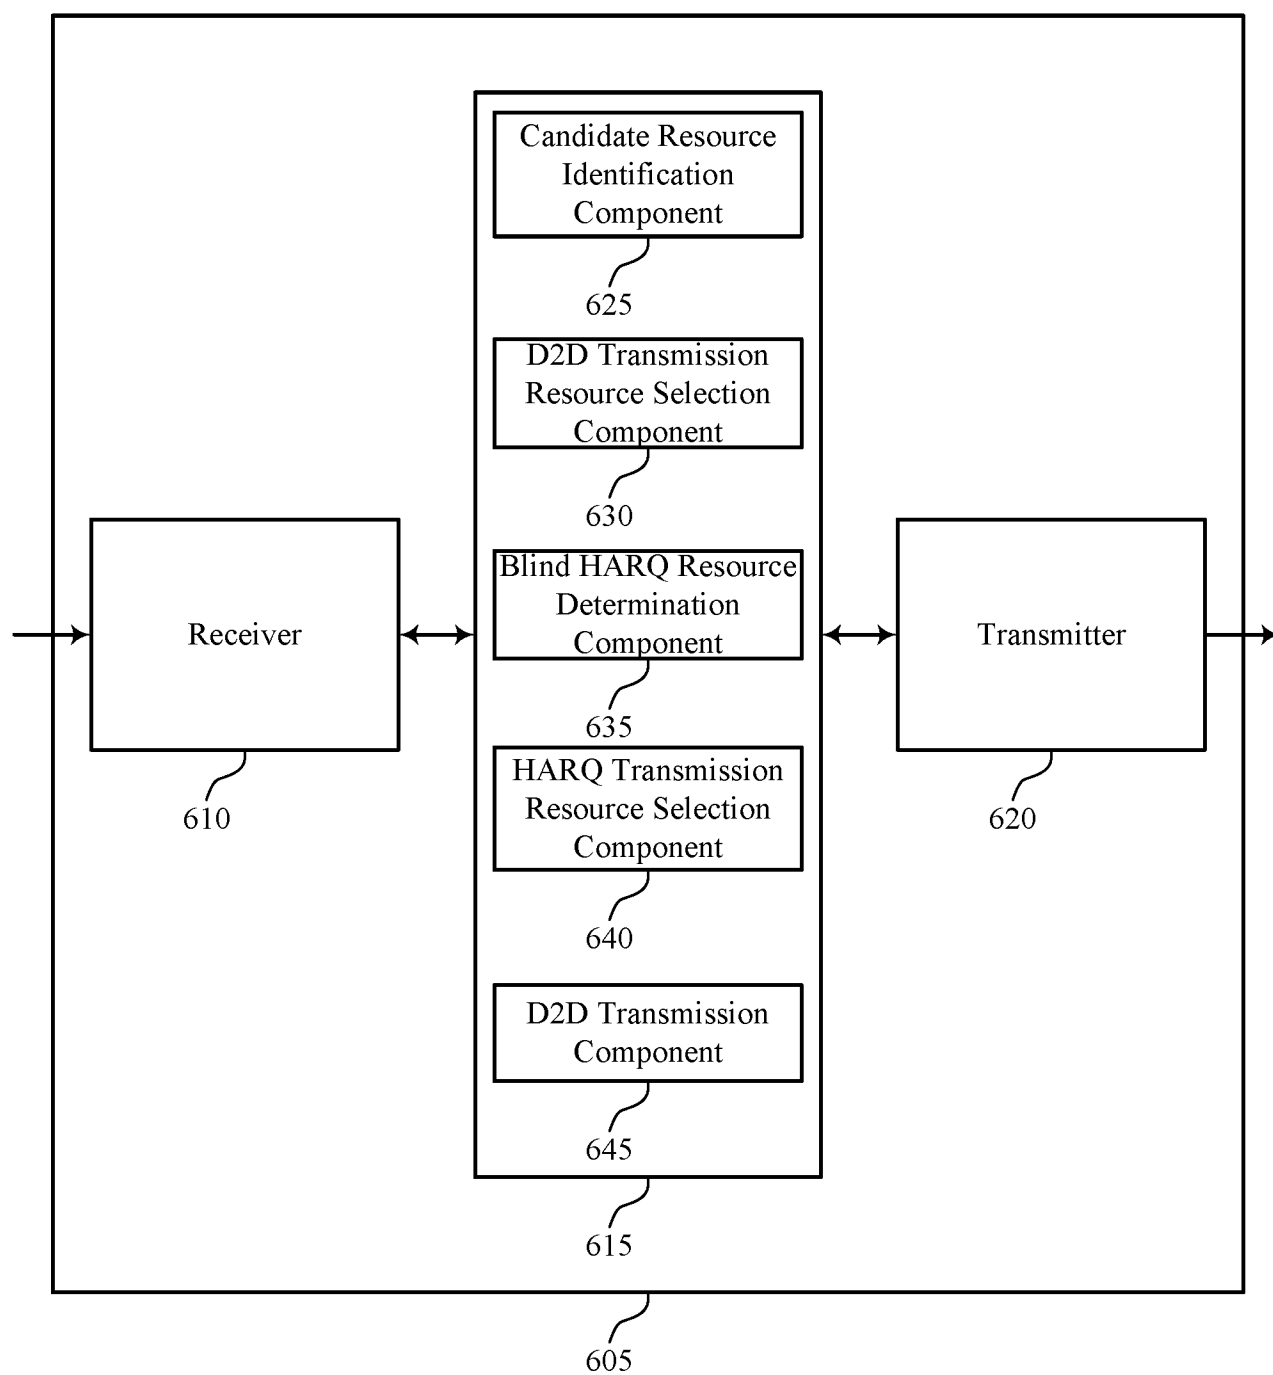 Candidate Resource
Identification
Component
625
D2D Transmission
Resource Selection
Component
630
Blind HARQ Resource
Determination
Component
635
Receiver
610
Transmitter
620
HARQ Transmission
Resource Selection
Component
640
D2D Transmission
Component
645
615
605